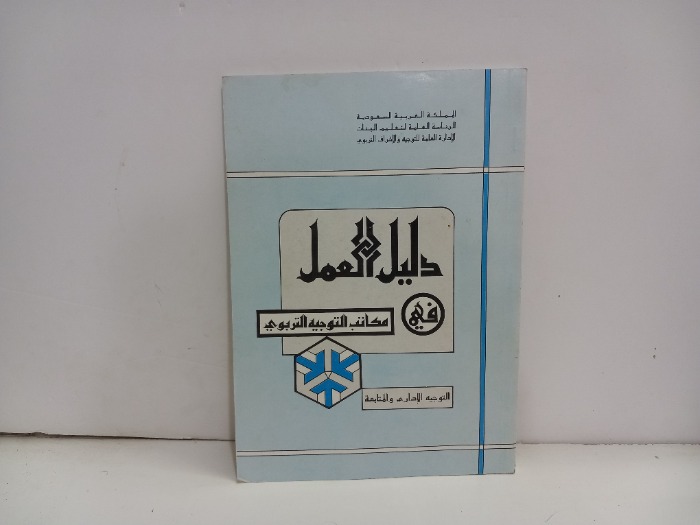 المملكة العربية السعودية
الرئاسة العامة لتعليم البنات
الإدارة العامة للتوجيه والإشراف التربوي
دليل العمل
في
مكاتب التوجيه التربوي
التوجيه الإداري والمتابعة